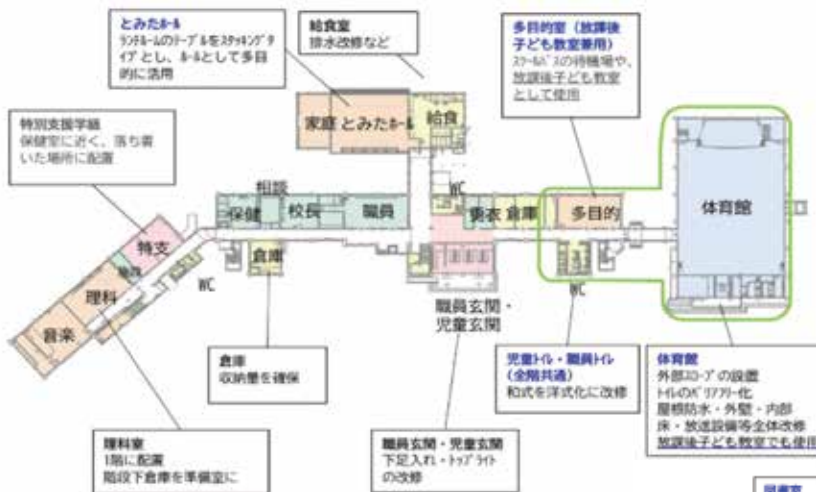 とみたホール
ランチルームのテーブルをスタッキングタ
イプとし、ホールとして多目
的に活用
給食室
排水改修など
多目的室（放課後
子ども教室兼用）
スクールバスの待機場や、
放課後子ども教室
として使用
特別支援学級
保健室に近く、落ち着
いた場所に配置
家庭
とみたホール
給食
相談
WC
保健
校長
職員
更衣
倉庫
多目的
体育館
特支
倉庫
理科
WC
WC
音楽
職員玄関・
児童玄関
倉庫
収納量を確保
児童トイレ・職員トイレ
（全階共通）
和式を洋式化に改修
体育館
外部スロープの設置
トイレのバリアフリー化
屋根防水・外壁・内部
床・放送設備等全体改修
放課後子ども教室でも使用
理科室
1階に配置
階段下倉庫を準備室に
職員玄関・児童玄関
下足入れ・トップライト
の改修